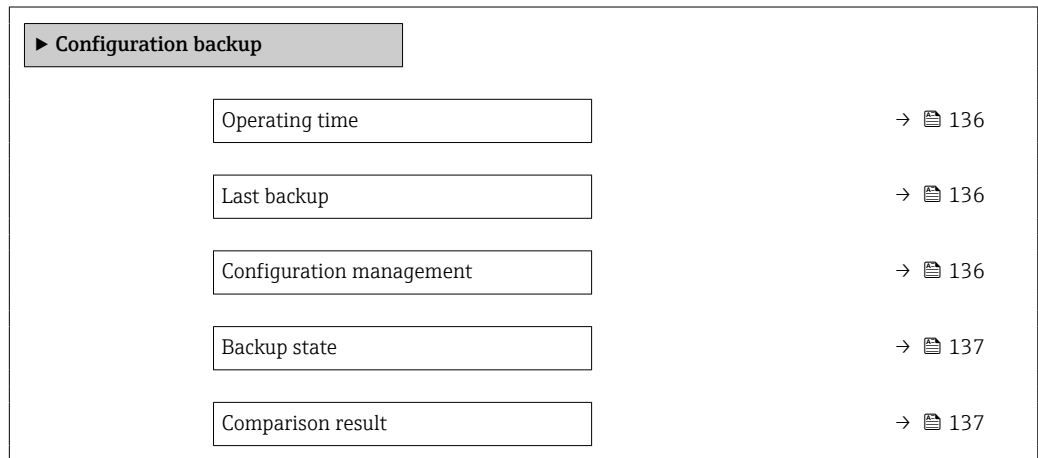 ► Configuration backup
Operating time → 136
Last backup → 136
Configuration management → 136
Backup state → 137
Comparison result → 137